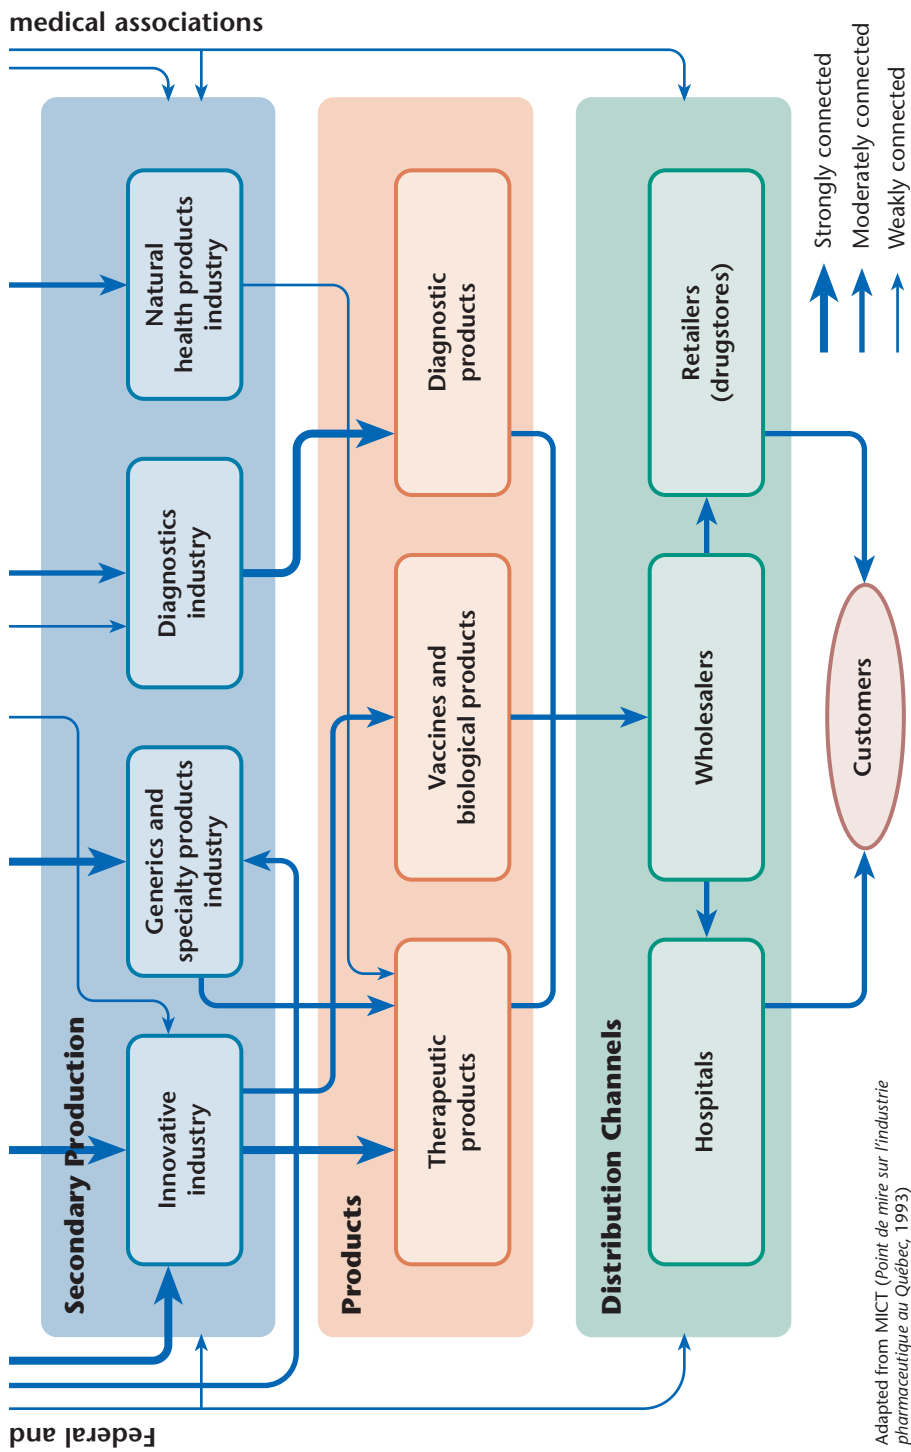 medical associations
Secondary Production
Innovative
industry
Generics and
specialty products
industry
Diagnostics
industry
Natural
health products
industry
Products
Therapeutic
products
Vaccines and
biological products
Diagnostic
products
Distribution Channels
Hospitals
Wholesalers
Retailers
(drugstores)
Customers
Strongly connected
Moderately connected
Weakly connected
Federal and
Adapted from MICT (Point de mire sur l'industrie
pharmaceutique au Québec, 1993)